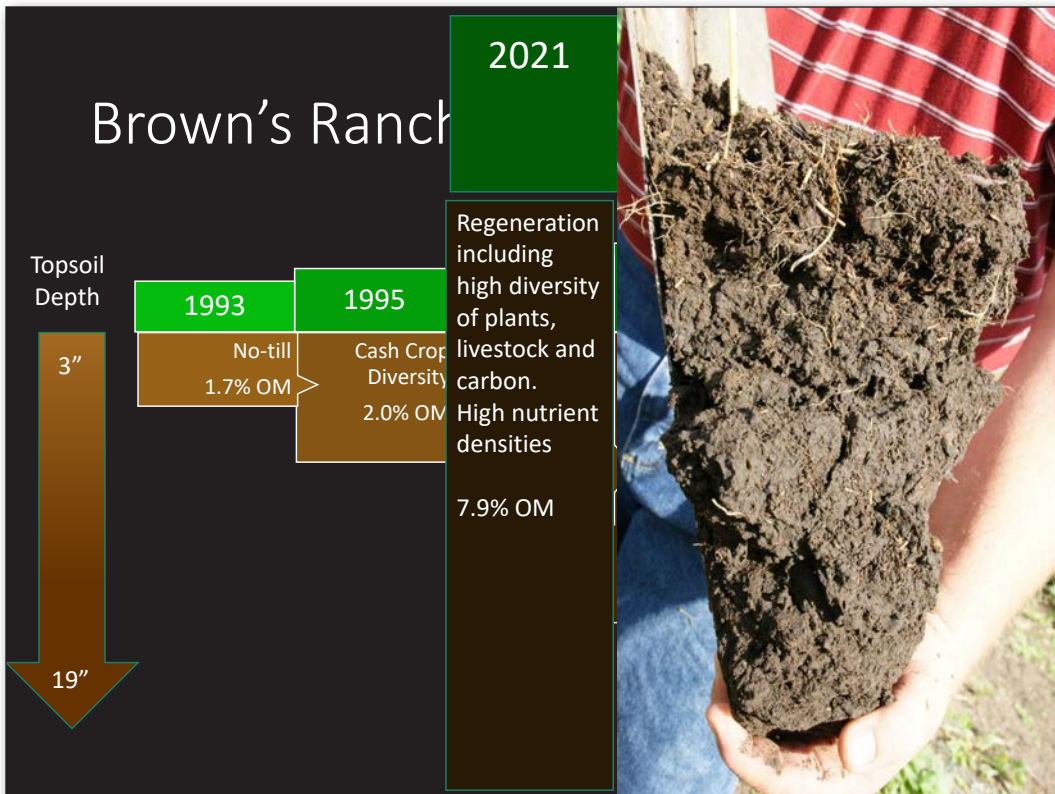 Brown’s Ranch
2021
Topsoil
Depth
3”
19”
1993
No-till
1.7% OM
1995
Cash Crop
Diversity
2.0% OM
Regeneration
including
high diversity
of plants,
livestock and
carbon.
High nutrient
densities
7.9% OM